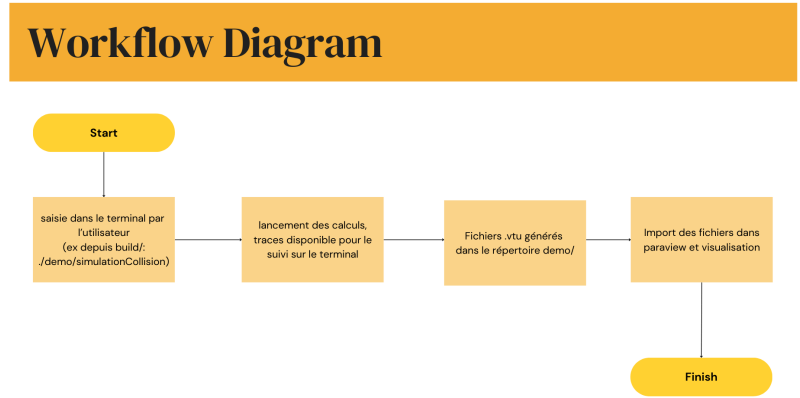 Workflow Diagram
Start
saisie dans le terminal par
l'utilisateur
(ex depuis build/:
./demo/simulationCollision)
lancement des calculs,
traces disponible pour le
suivi sur le terminal
Fichiers .vtu générés
dans le répertoire demo/
Import des fichiers dans
paraview et visualisation
Finish